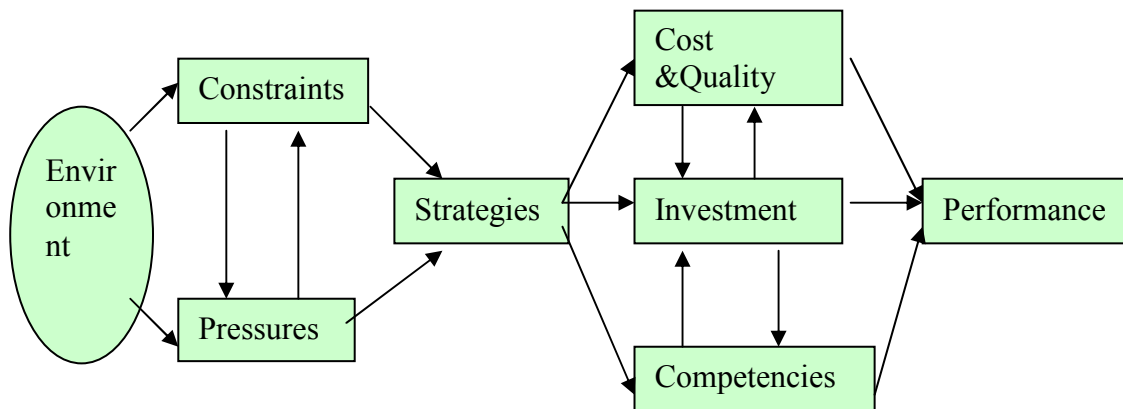 Envir
onme
nt
Constraints
Pressures
Strategies
Cost
&Quality
Investment
Competencies
Performance